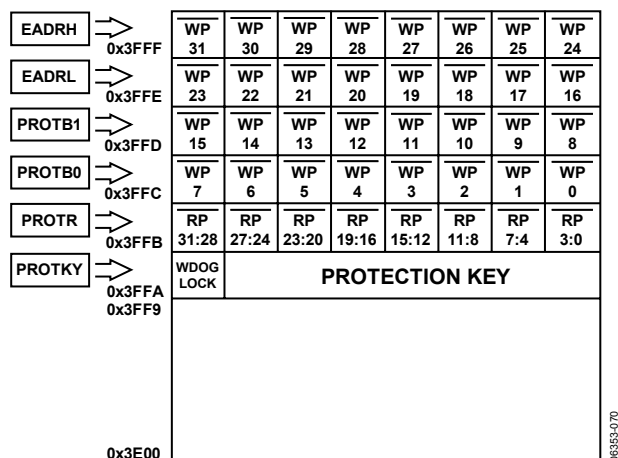 EADRH 0x3FFF WP 31 WP 30 WP 29 WP 28 WP 27 WP 26 WP 25 WP 24
EADRL 0x3FFE WP 23 WP 22 WP 21 WP 20 WP 19 WP 18 WP 17 WP 16
PROTB1 0x3FFD WP 15 WP 14 WP 13 WP 12 WP 11 WP 10 WP 9 WP 8
PROTB0 0x3FFC WP 7 WP 6 WP 5 WP 4 WP 3 WP 2 WP 1 WP 0
PROTR 0x3FFB RP 31:28 RP 27:24 RP 23:20 RP 19:16 RP 15:12 RP 11:8 RP 7:4 RP 3:0
PROTKY 0x3FFA WDOG LOCK PROTECTION KEY
0x3FF9
0x3E00
06353-070